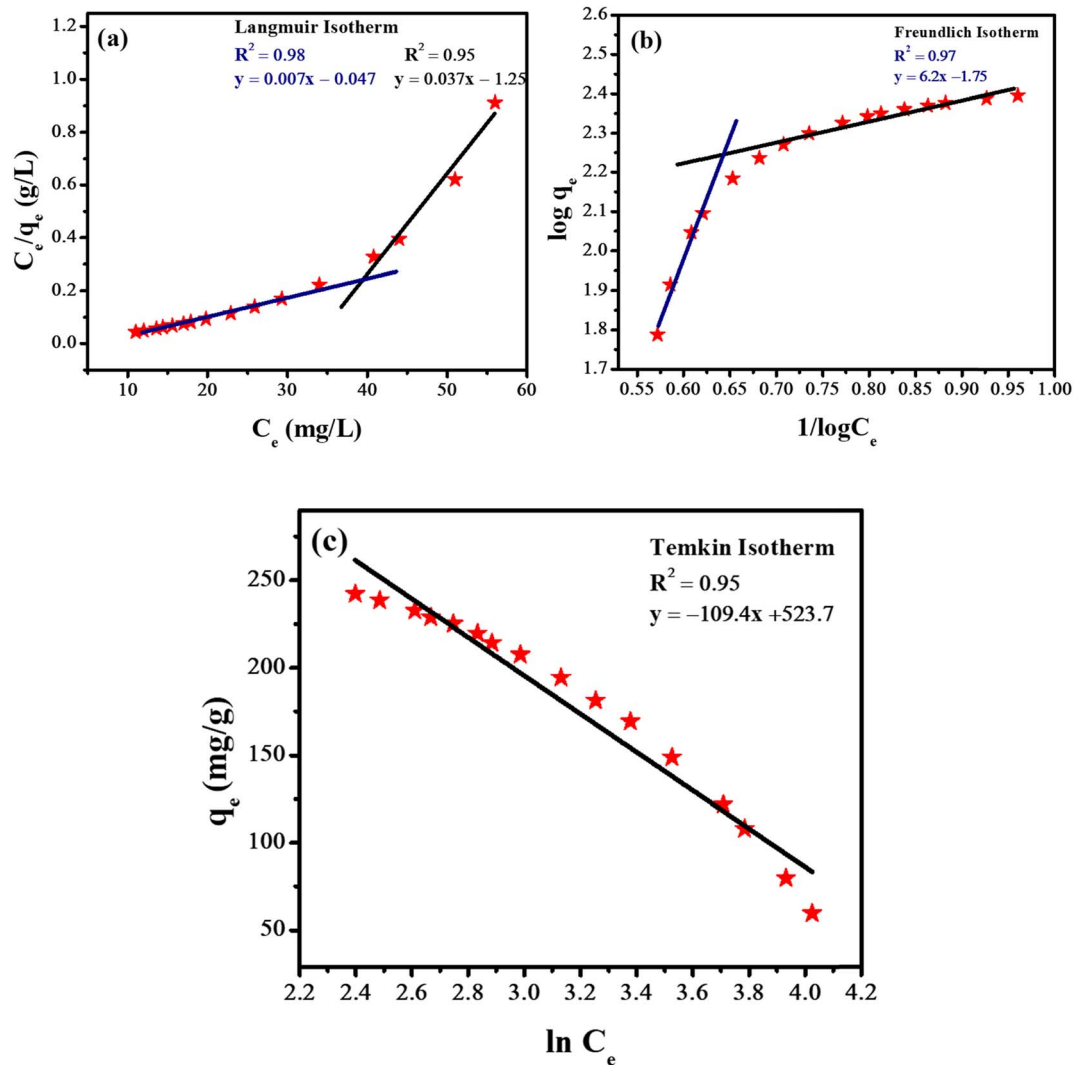 (a)
Langmuir Isotherm
R² = 0.98
R² = 0.95
y = 0.007x – 0.047
y = 0.037x – 1.25
Cₑ/qₑ (g/L)
1.2
1.0
0.8
0.6
0.4
0.2
0.0
10 20 30 40 50 60
Cₑ (mg/L)
(b)
Freundlich Isotherm
R² = 0.97
y = 6.2x –1.75
log qₑ
2.6
2.5
2.4
2.3
2.2
2.1
2.0
1.9
1.8
1.7
0.55 0.60 0.65 0.70 0.75 0.80 0.85 0.90 0.95 1.00
1/logCₑ
(c)
Temkin Isotherm
R² = 0.95
y = –109.4x +523.7
qₑ (mg/g)
250
200
150
100
50
2.2 2.4 2.6 2.8 3.0 3.2 3.4 3.6 3.8 4.0 4.2
ln Cₑ